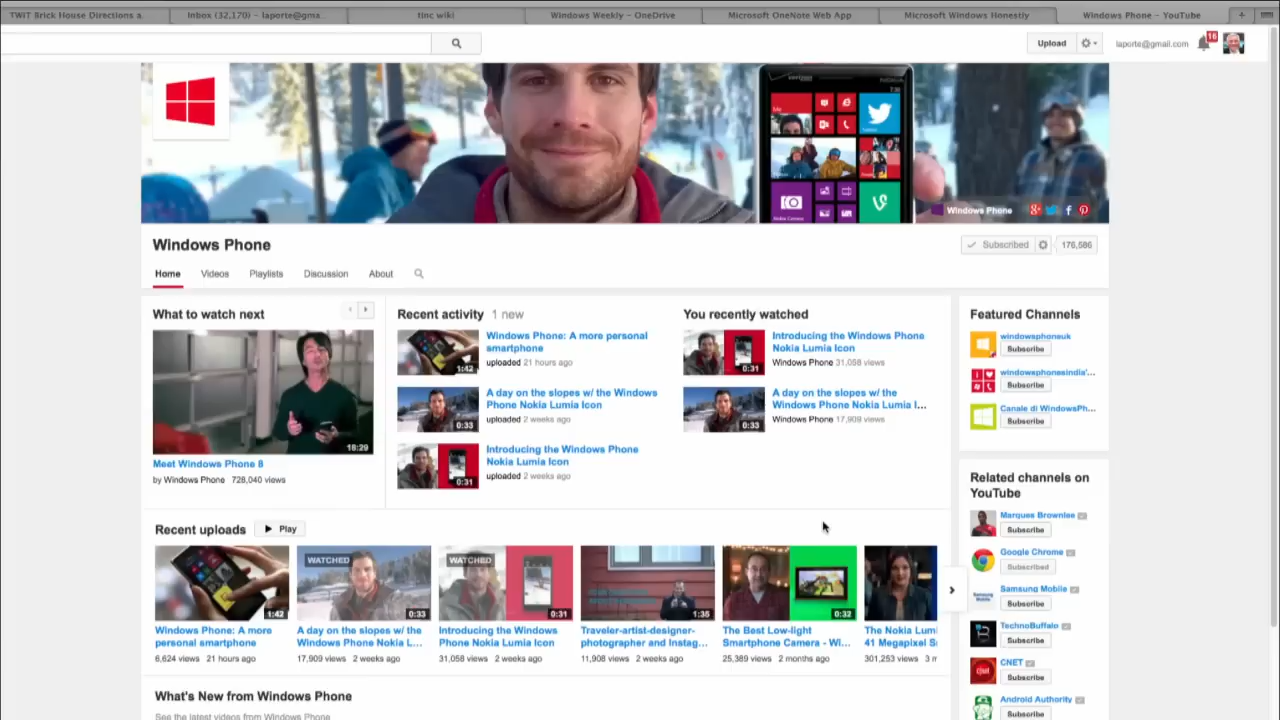 TWiT Brick House Directions a.
Inbox (32,170) - laporte@gma...
tinc wiki
Windows Weekly – OneDrive
Microsoft OneNote Web App
Microsoft Windows Honestly
Windows Phone - YouTube
+
Upload
laporte@gmail.com
16
verizon
NOKIA
Nokia Camera
Windows Phone
Windows Phone
Subscribed
176,586
Home
Videos
Playlists
Discussion
About
What to watch next
18:29
Meet Windows Phone 8
by Windows Phone 728,040 views
Recent activity 1 new
1:42
Windows Phone: A more personal
smartphone
uploaded 21 hours ago
0:33
A day on the slopes w/ the Windows
Phone Nokia Lumia Icon
uploaded 2 weeks ago
0:31
Introducing the Windows Phone
Nokia Lumia Icon
uploaded 2 weeks ago
You recently watched
0:31
Introducing the Windows Phone
Nokia Lumia Icon
Windows Phone 31,058 views
0:33
A day on the slopes w/ the
Windows Phone Nokia Lumia I...
Windows Phone 17,909 views
Featured Channels
windowsphoneuk
Subscribe
windowsphonesindia'...
Subscribe
Canale di WindowsPh...
Subscribe
Related channels on
YouTube
Marques Brownlee
Subscribe
Google Chrome
Subscribed
Samsung Mobile
Subscribe
TechnoBuffalo
Subscribe
CNET
Subscribe
Android Authority
Subscribe
Recent uploads
Play
1:42
Windows Phone: A more
personal smartphone
6,624 views 21 hours ago
WATCHED
0:33
A day on the slopes w/ the
Windows Phone Nokia L...
17,909 views 2 weeks ago
WATCHED
0:31
Introducing the Windows
Phone Nokia Lumia Icon
31,058 views 2 weeks ago
1:35
Traveler-artist-designer-
photographer and Instag...
11,908 views 2 weeks ago
0:32
The Best Low-light
Smartphone Camera - Wi...
25,389 views 2 months ago
The Nokia Lumi
41 Megapixel S
301,253 views 3 m
What's New from Windows Phone
See the latest videos from Windows Phone